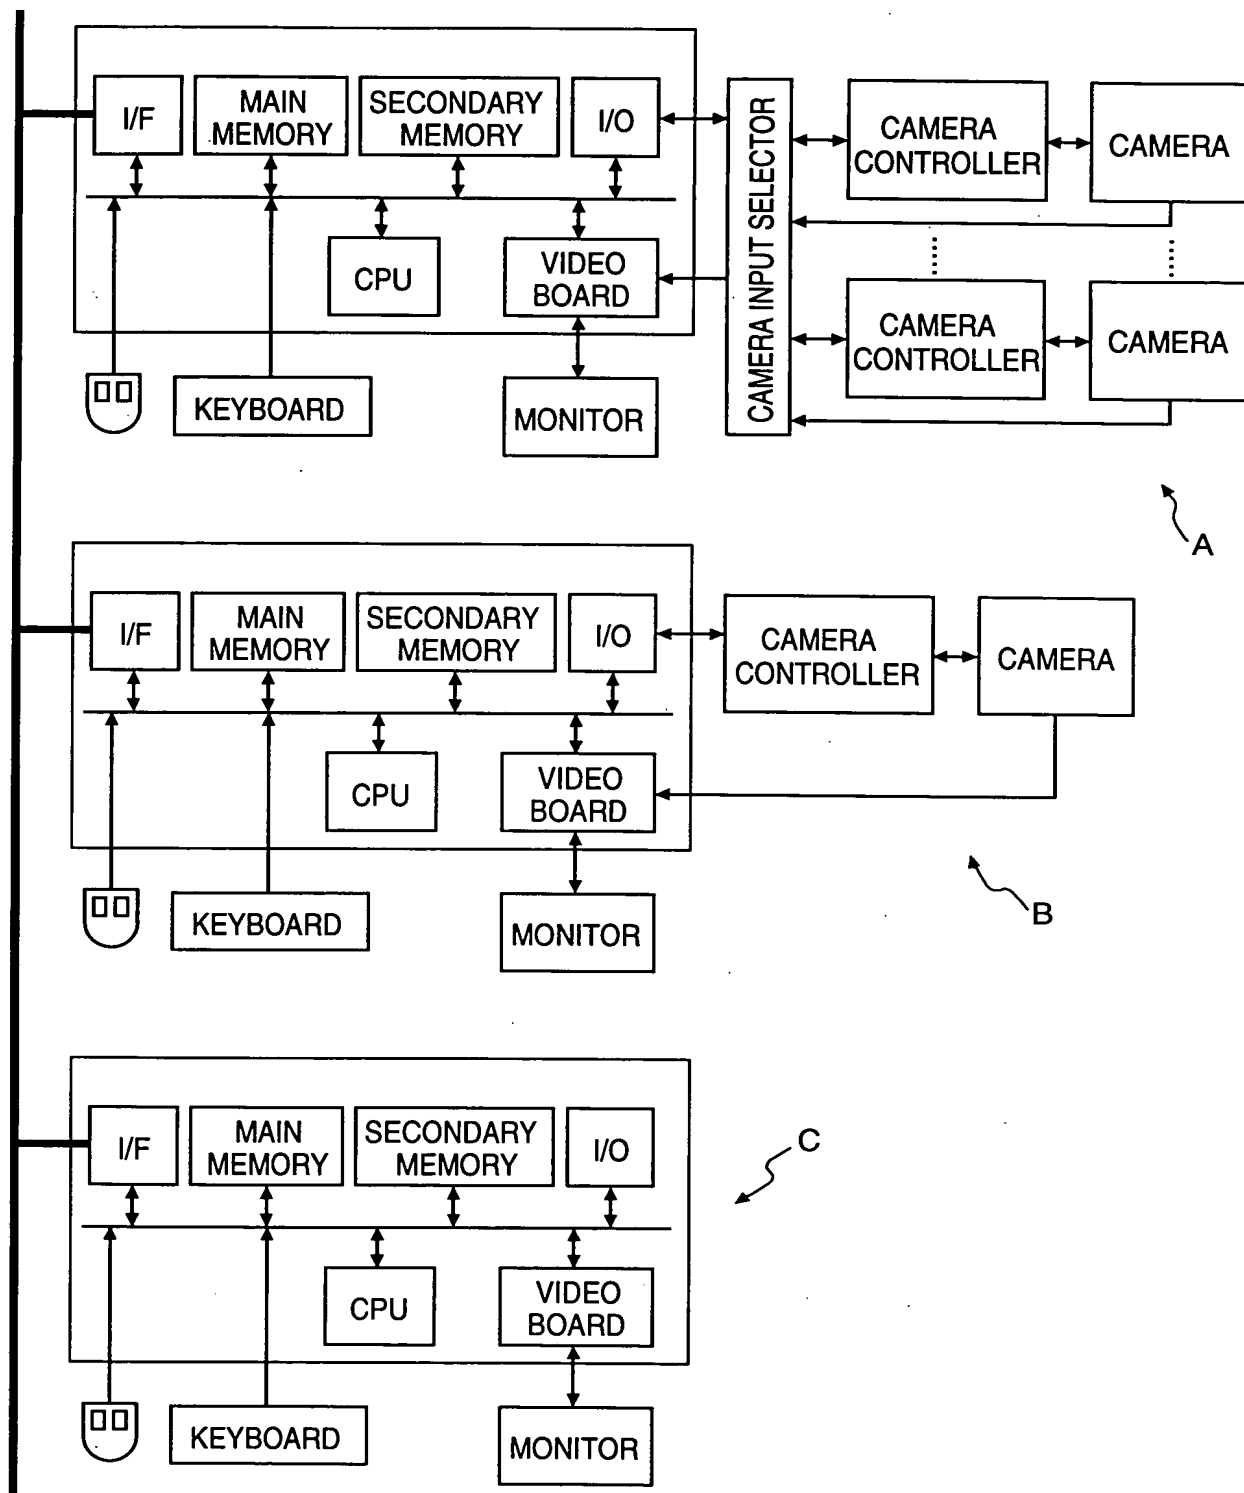 I/F
MAIN
MEMORY
SECONDARY
MEMORY
I/O
CAMERA INPUT SELECTOR
CAMERA
CONTROLLER
CAMERA
CPU
VIDEO
BOARD
CAMERA
CONTROLLER
CAMERA
KEYBOARD
MONITOR
A
I/F
MAIN
MEMORY
SECONDARY
MEMORY
I/O
CAMERA
CONTROLLER
CAMERA
CPU
VIDEO
BOARD
KEYBOARD
MONITOR
B
I/F
MAIN
MEMORY
SECONDARY
MEMORY
I/O
C
CPU
VIDEO
BOARD
KEYBOARD
MONITOR